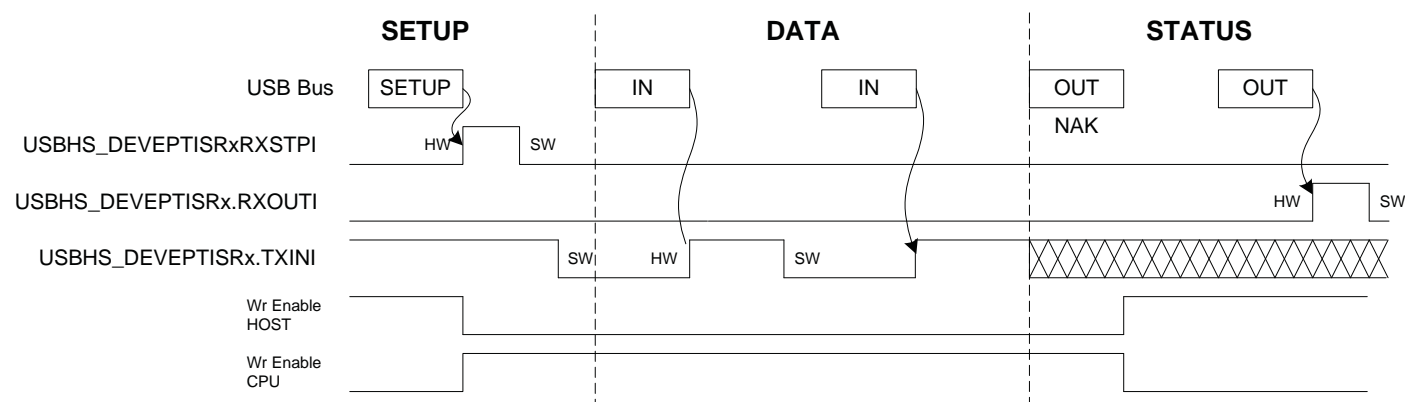 SETUP DATA STATUS
USB Bus SETUP IN IN OUT OUT
NAK
USBHS_DEVEPTISRxRXSTPI HW SW
USBHS_DEVEPTISRx.RXOUTI HW SW
USBHS_DEVEPTISRx.TXINI SW HW SW
Wr Enable
HOST
Wr Enable
CPU